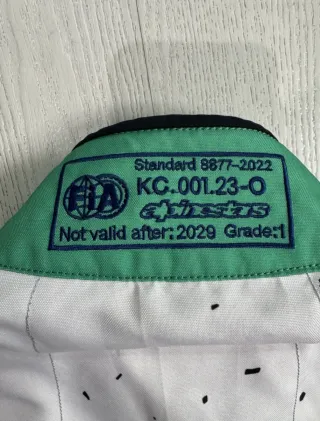 Standard 8877-2022
FIA
KC.001.23-O
alpinestars
Not valid after: 2029 Grade:1